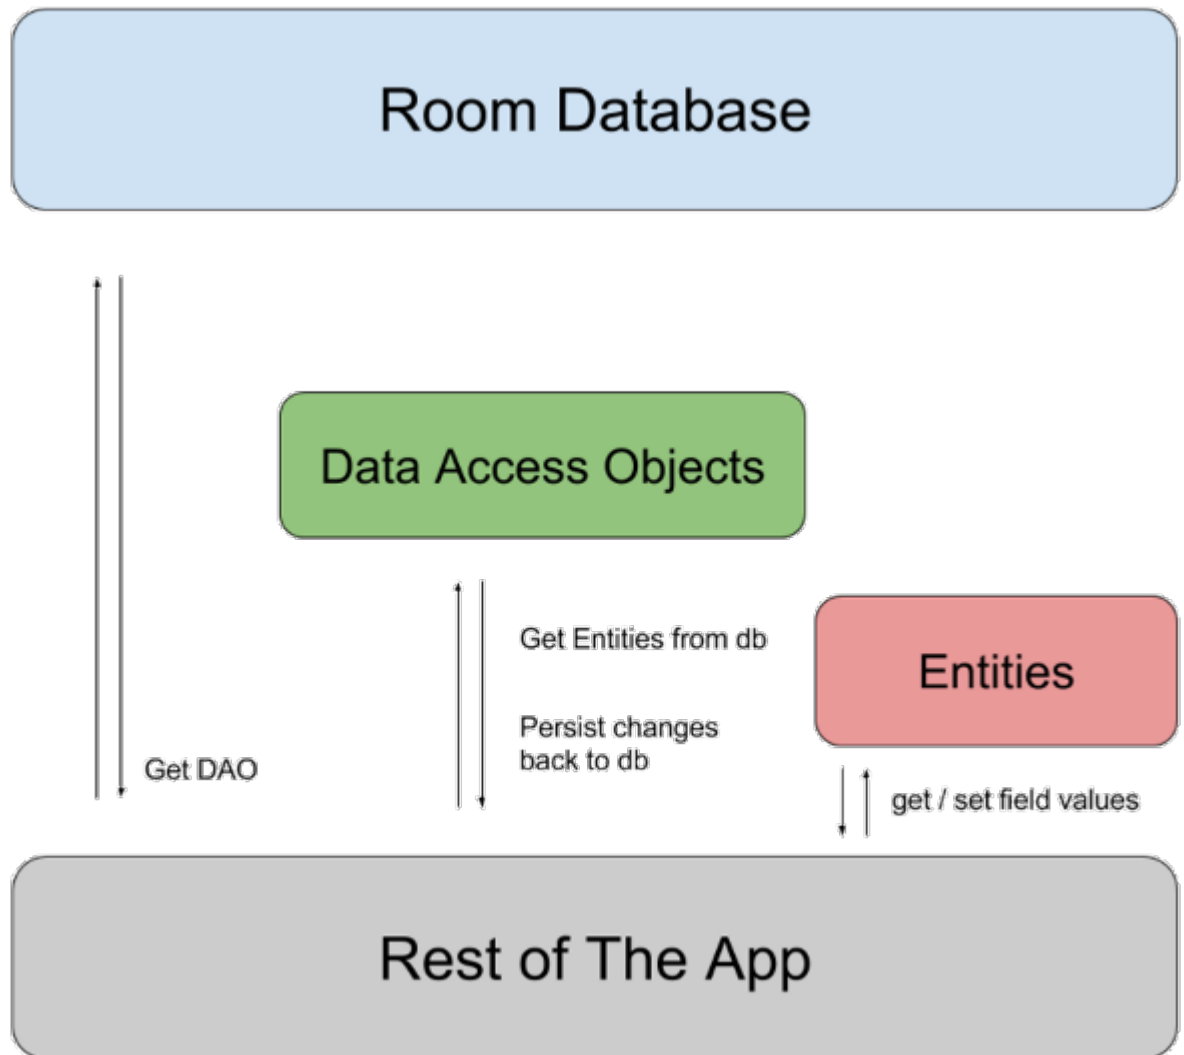 Room Database
Data Access Objects
Get Entities from db
Entities
Persist changes
back to db
Get DAO
get / set field values
Rest of The App